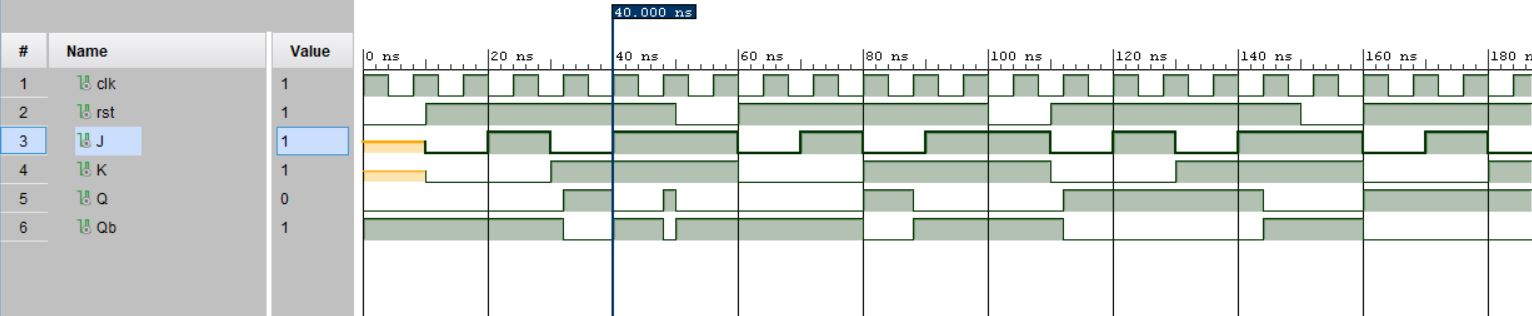 40.000 ns
# Name Value
0 ns 20 ns 40 ns 60 ns 80 ns 100 ns 120 ns 140 ns 160 ns 180 n
1 clk 1
2 rst 1
3 J 1
4 K 1
5 Q 0
6 Qb 1